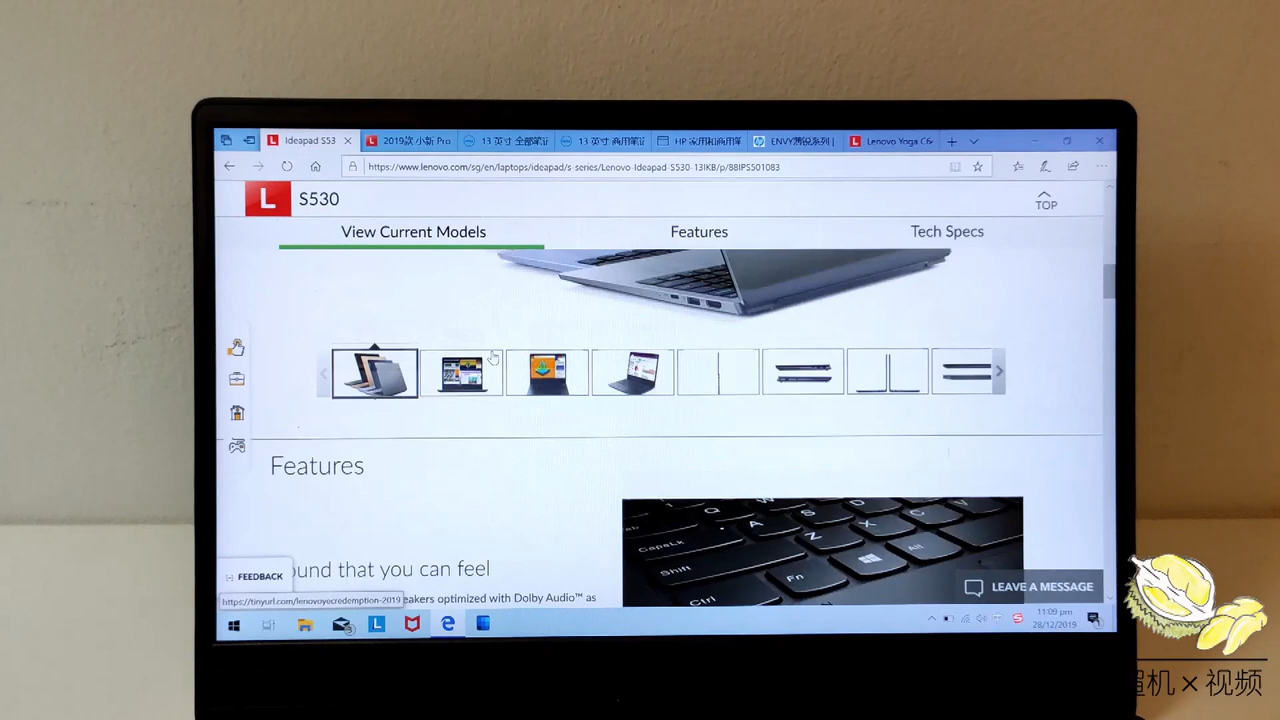 Ideapad S53
2019款 小新 Pro
13 英寸 全部笔记
13 英寸 商用笔记
HP 家用和商用笔
ENVY薄锐系列 |
Lenovo Yoga C6
https://www.lenovo.com/sg/en/laptops/ideapad/s-series/Lenovo-Ideapad-S530-13IKB/p/88IPS501083
L S530
TOP
View Current Models Features Tech Specs
Features
ound that you can feel
eakers optimized with Dolby Audio™ as
FEEDBACK
https://tinyurl.com/lenovoyecredemption-2019
CapsLk
Shift
Ctrl
Fn
Alt
Q W
A S D
Z X C V
LEAVE A MESSAGE
11:09 pm
28/12/2019
机×视频